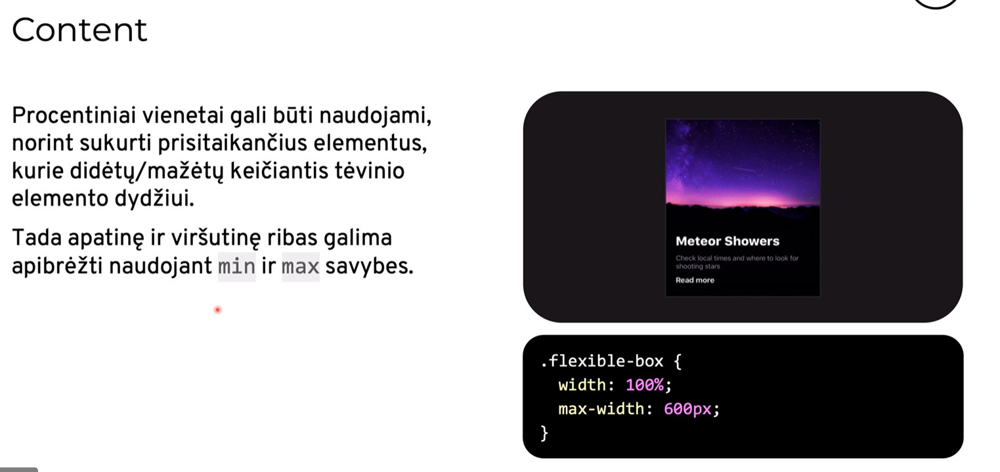 Content
Procentiniai vienetai gali būti naudojami,
norint sukurti prisitaikančius elementus,
kurie didėtų/mažėtų keičiantis tėvinio
elemento dydžiui.
Tada apatinę ir viršutinę ribas galima
apibrėžti naudojant min ir max savybes.
Meteor Showers
Check local times and where to look for
shooting stars
Read more
.flexible-box {
  width: 100%;
  max-width: 600px;
}